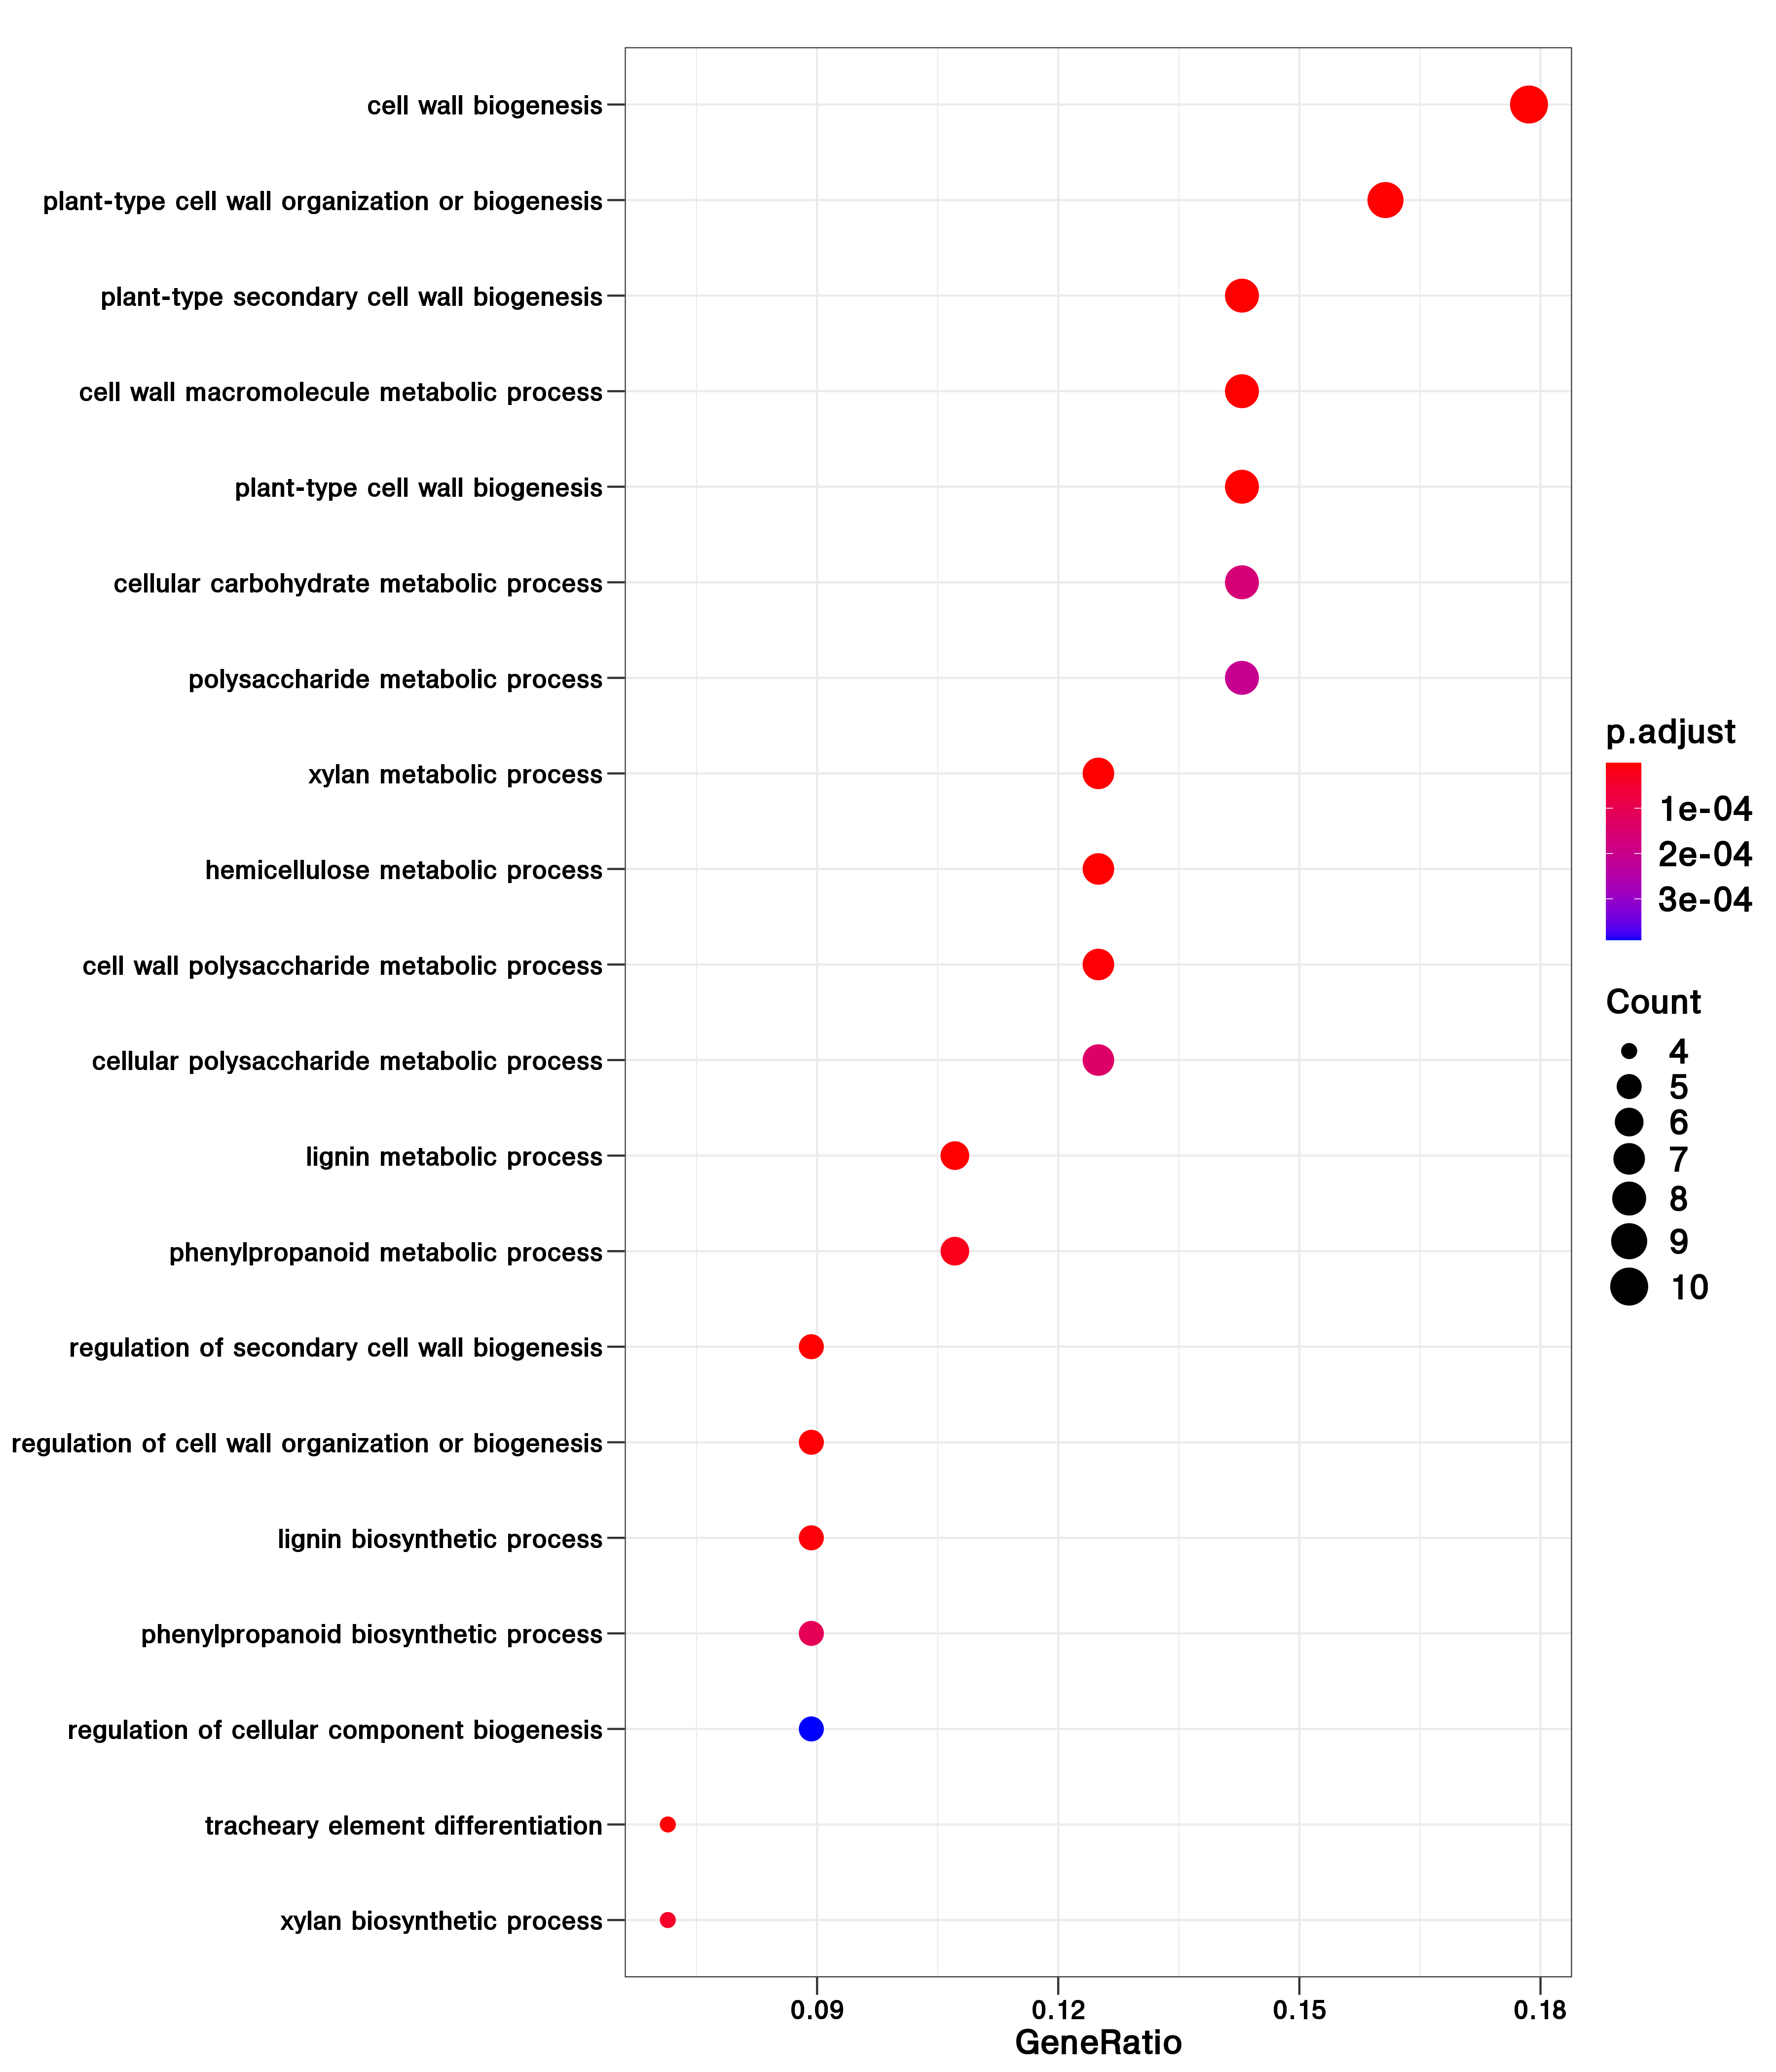 cell wall biogenesis
plant-type cell wall organization or biogenesis
plant-type secondary cell wall biogenesis
cell wall macromolecule metabolic process
plant-type cell wall biogenesis
cellular carbohydrate metabolic process
polysaccharide metabolic process
xylan metabolic process
hemicellulose metabolic process
cell wall polysaccharide metabolic process
cellular polysaccharide metabolic process
lignin metabolic process
phenylpropanoid metabolic process
regulation of secondary cell wall biogenesis
regulation of cell wall organization or biogenesis
lignin biosynthetic process
phenylpropanoid biosynthetic process
regulation of cellular component biogenesis
tracheary element differentiation
xylan biosynthetic process
0.09 0.12 0.15 0.18
GeneRatio
p.adjust
1e-04
2e-04
3e-04
Count
4
5
6
7
8
9
10